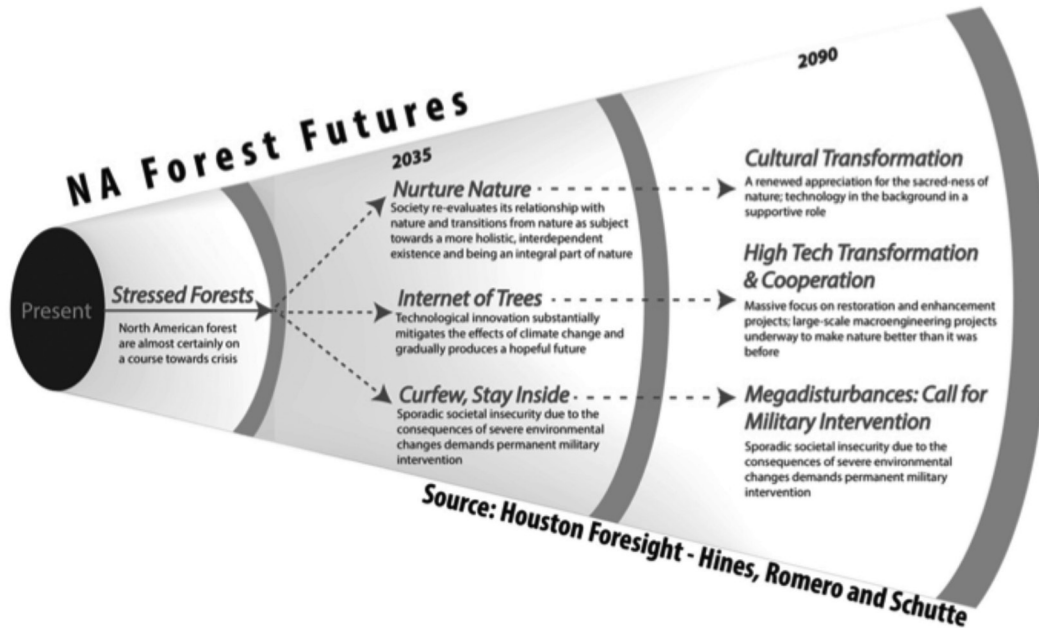 NA Forest Futures
Present
Stressed Forests
North American forest
are almost certainly on
a course towards crisis
2035
Nurture Nature
Society re-evaluates its relationship with
nature and transitions from nature as subject
towards a more holistic, interdependent
existence and being an integral part of nature
Internet of Trees
Technological innovation substantially
mitigates the effects of climate change and
gradually produces a hopeful future
Curfew, Stay Inside
Sporadic societal insecurity due to the
consequences of severe environmental
changes demands permanent military
intervention
2090
Cultural Transformation
A renewed appreciation for the sacred-ness of
nature; technology in the background in a
supportive role
High Tech Transformation
& Cooperation
Massive focus on restoration and enhancement
projects; large-scale macroengineering projects
underway to make nature better than it was
before
Megadisturbances: Call for
Military Intervention
Sporadic societal insecurity due to the
consequences of severe environmental
changes demands permanent military
intervention
Source: Houston Foresight - Hines, Romero and Schutte